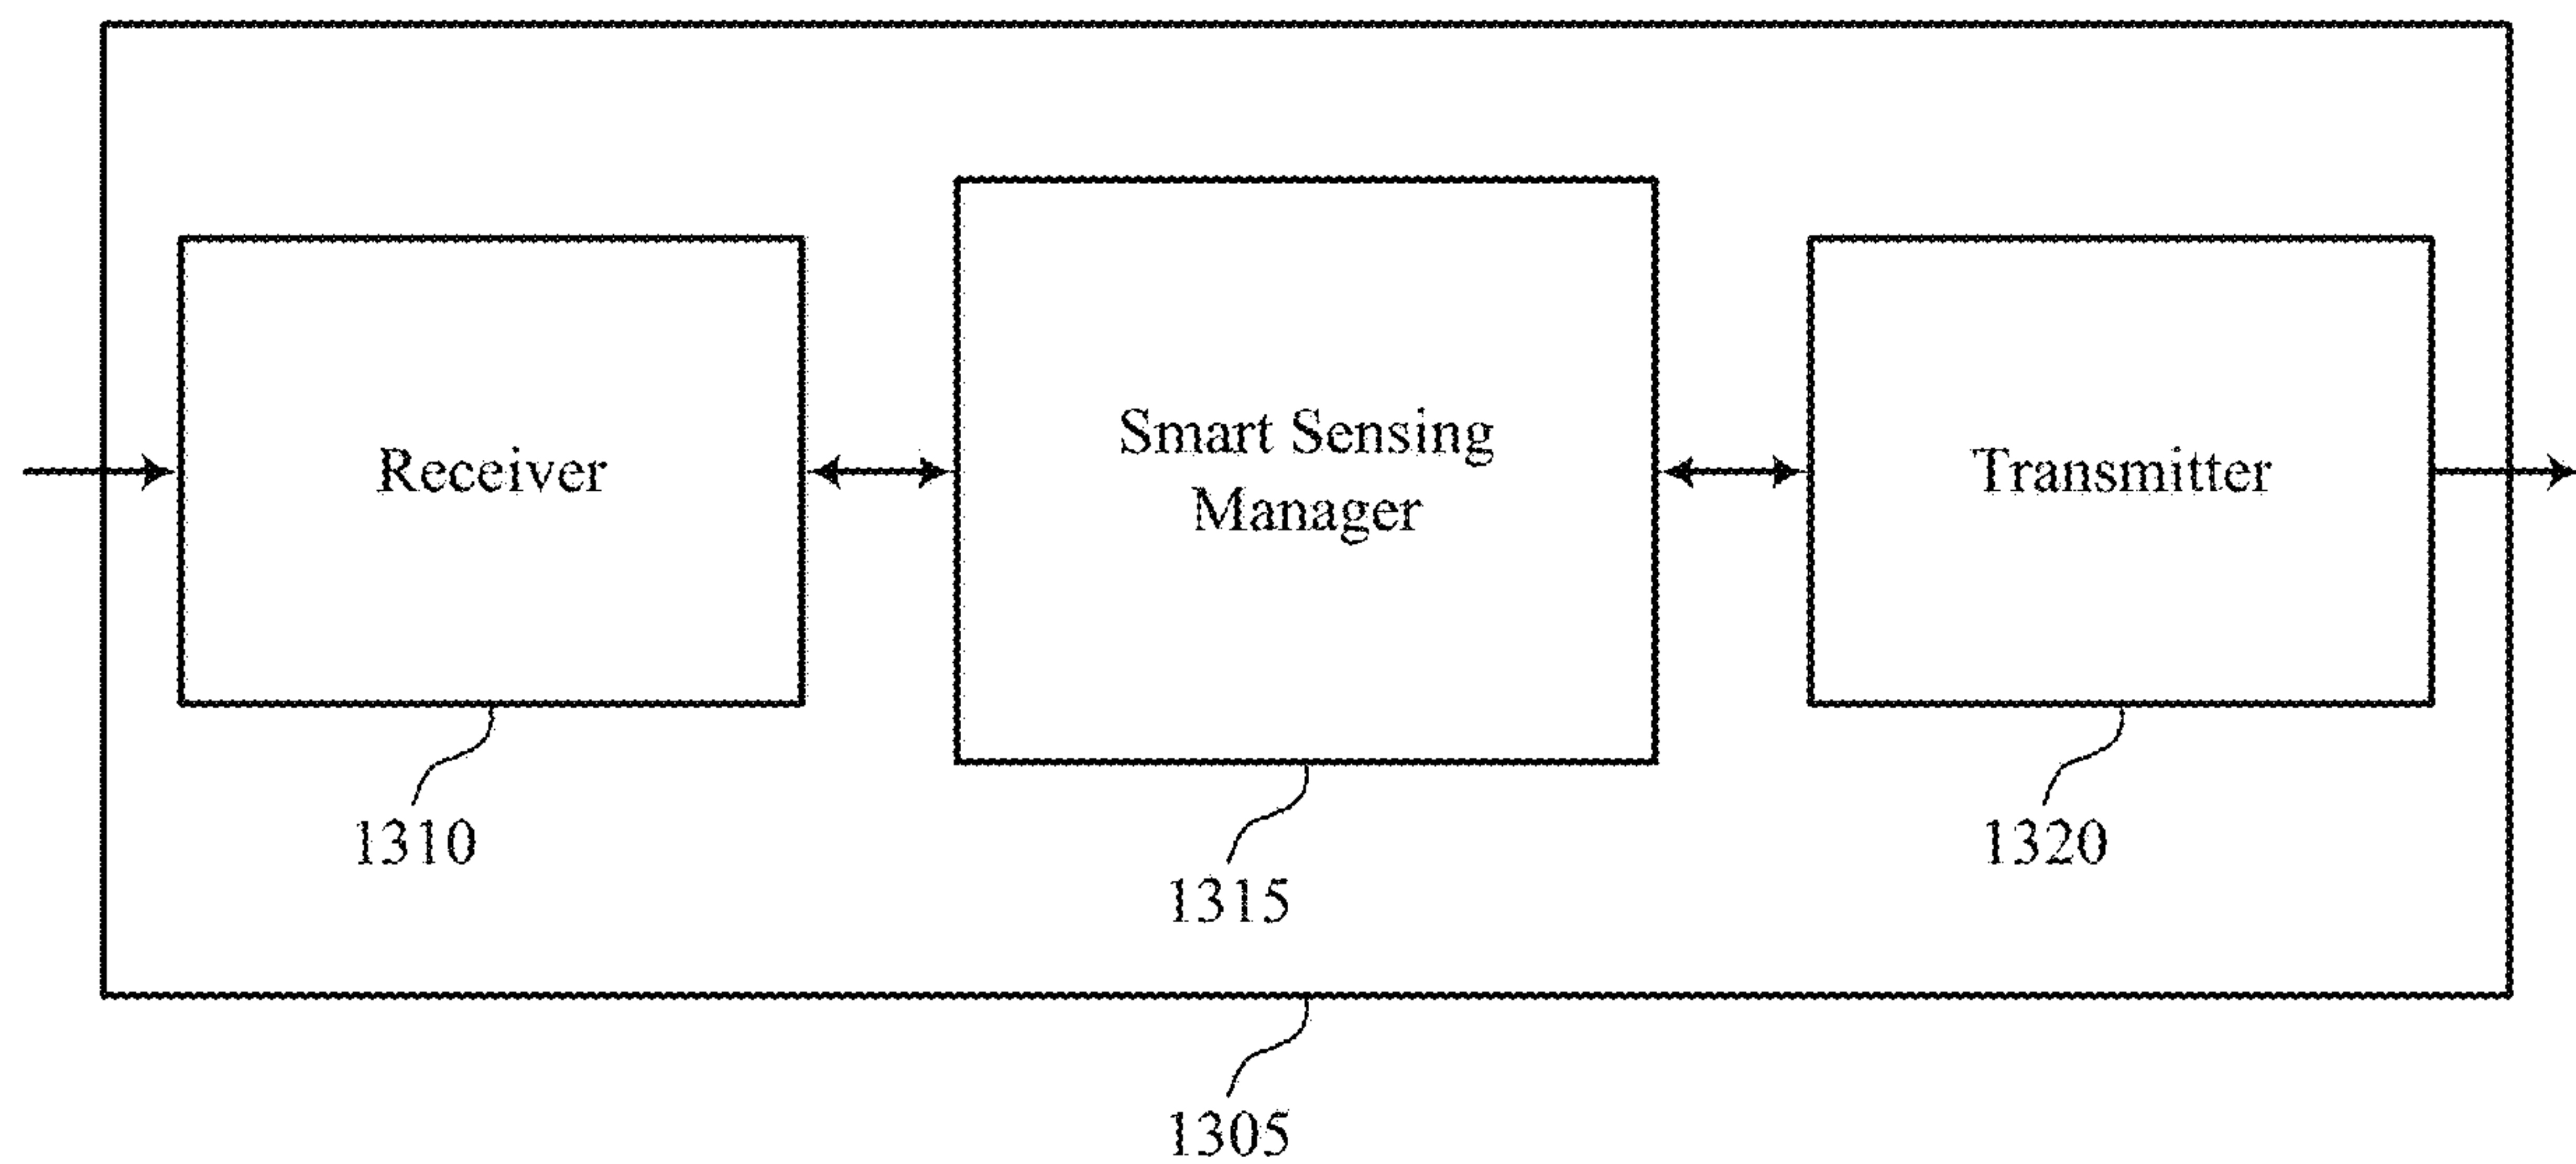 Receiver
Smart Sensing
Manager
Transmitter
1310
1315
1320
1305